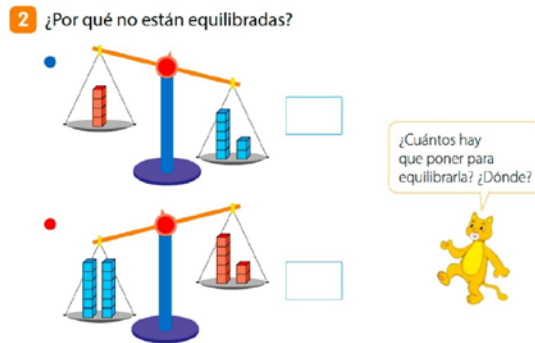 2 ¿Por qué no están equilibradas?
¿Cuántos hay
que poner para
equilibrarla? ¿Dónde?